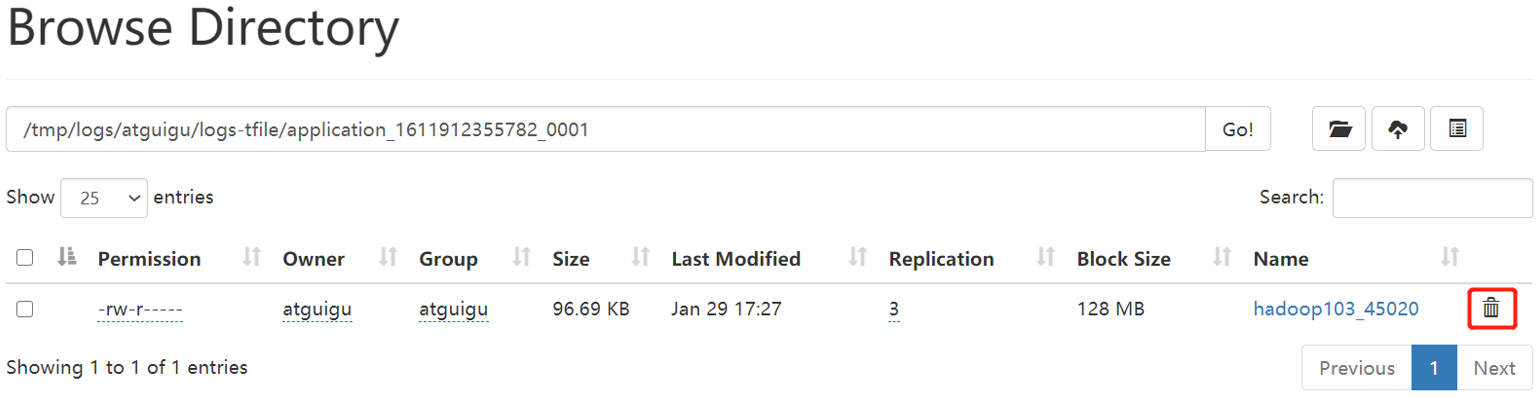 Browse Directory
/tmp/logs/atguigu/logs-tfile/application_1611912355782_0001 Go!
Show 25 entries Search:
Permission Owner Group Size Last Modified Replication Block Size Name
-rw-r----- atguigu atguigu 96.69 KB Jan 29 17:27 3 128 MB hadoop103_45020
Showing 1 to 1 of 1 entries Previous 1 Next